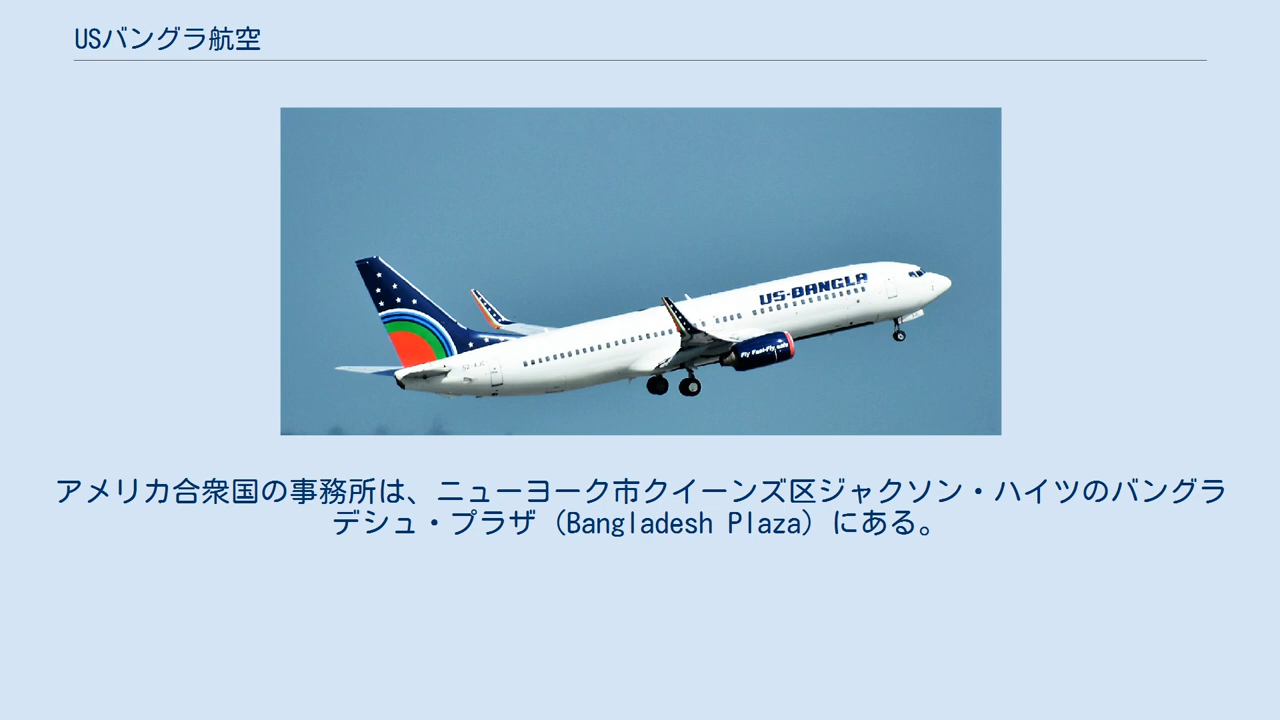 USバングラ航空
US-BANGLA
Fly Fast-Fly safe
アメリカ合衆国の事務所は、ニューヨーク市クイーンズ区ジャクソン・ハイツのバングラ
デシュ・プラザ（Bangladesh Plaza）にある。